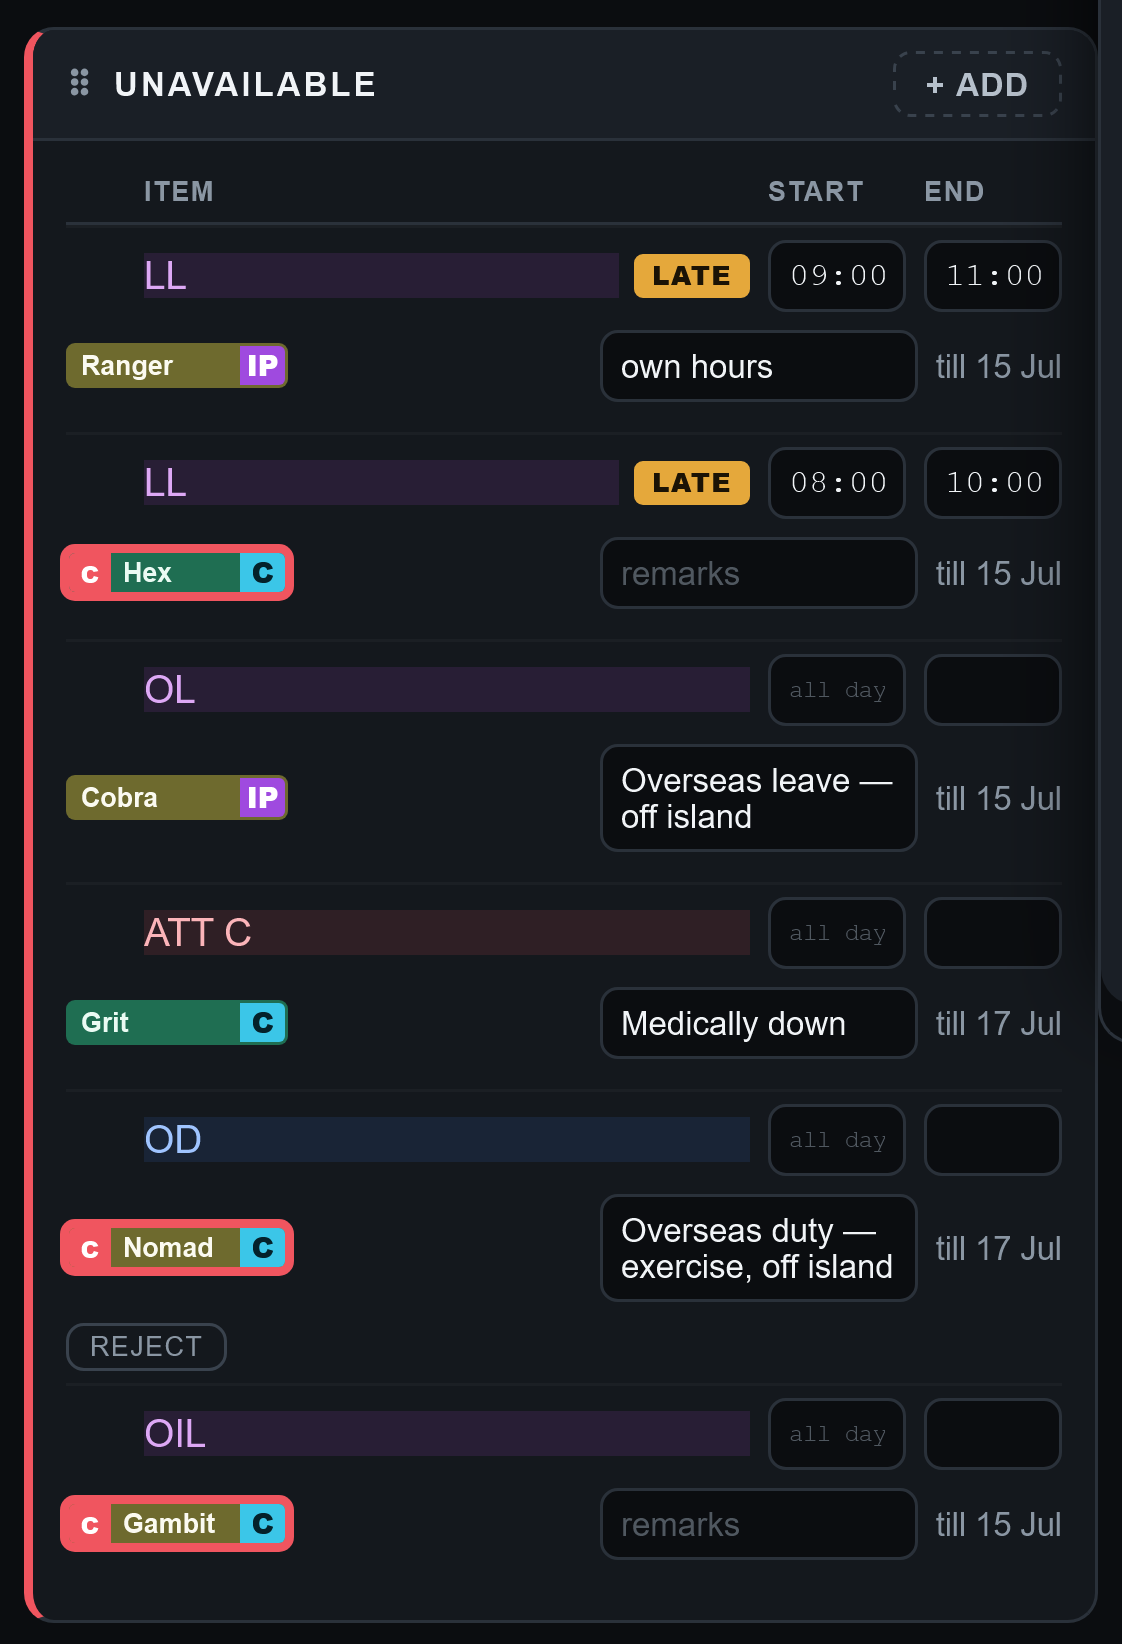 UNAVAILABLE
+ ADD
ITEM START END
LL LATE 09:00 11:00
Ranger IP own hours till 15 Jul
LL LATE 08:00 10:00
c Hex C remarks till 15 Jul
OL all day
Cobra IP Overseas leave —
off island till 15 Jul
ATT C all day
Grit C Medically down till 17 Jul
OD all day
c Nomad C Overseas duty —
exercise, off island till 17 Jul
REJECT
OIL all day
c Gambit C remarks till 15 Jul